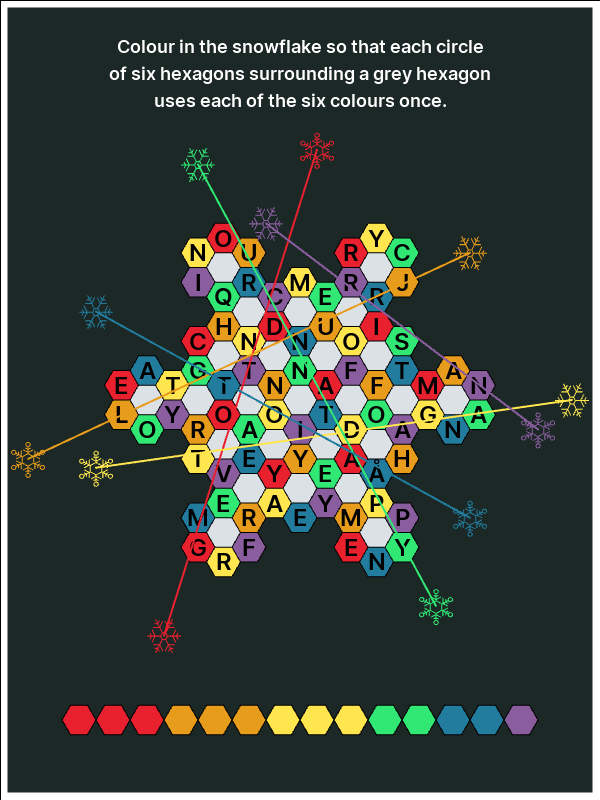 Colour in the snowflake so that each circle
of six hexagons surrounding a grey hexagon
uses each of the six colours once.
O Y
N U R C
I R M R J
Q C E R
H D U I
C N N O S
A G T N F T A
E T T N A F M N
L Y O O T O G A
O R A I D A N
T E Y A H
V Y E A
E A Y P
M R E M P
G F E Y
R N